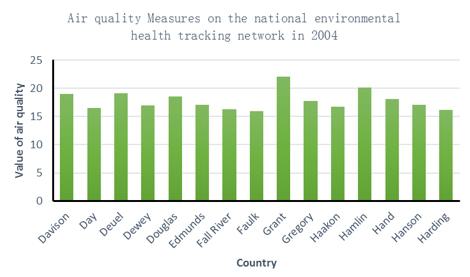 Air quality Measures on the national environmental
health tracking network in 2004
Value of air quality
25
20
15
10
5
0
Davison
Day
Deuel
Dewey
Douglas
Edmunds
Fall River
Faulk
Grant
Gregory
Haakon
Hamlin
Hand
Hanson
Harding
Country